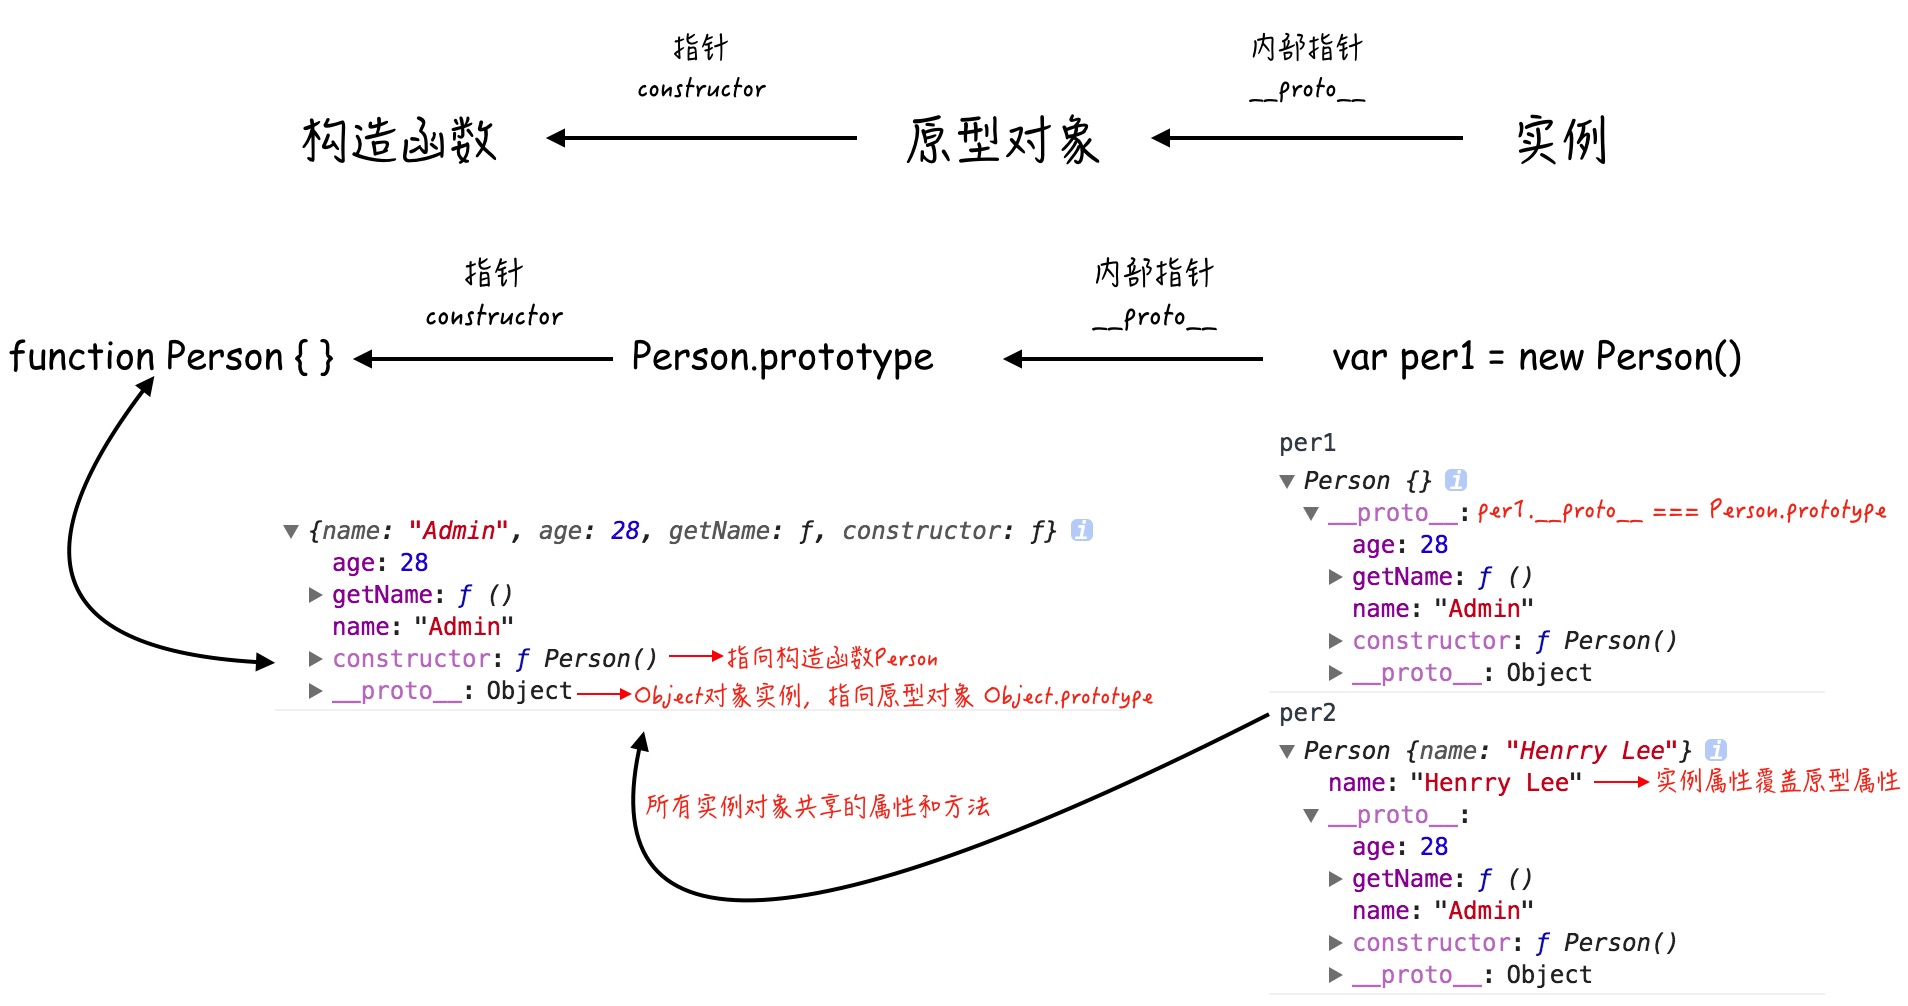 指针
constructor
内部指针
__proto__
构造函数
原型对象
实例
指针
constructor
内部指针
__proto__
function Person { }
Person.prototype
var per1 = new Person()
{name: "Admin", age: 28, getName: ƒ, constructor: ƒ} i
age: 28
getName: ƒ ()
name: "Admin"
constructor: ƒ Person() 指向构造函数Person
__proto__: Object Object对象实例, 指向原型对象 Object.prototype
所有实例对象共享的属性和方法
per1
Person {} i
__proto__: per1.__proto__ === Person.prototype
age: 28
getName: ƒ ()
name: "Admin"
constructor: ƒ Person()
__proto__: Object
per2
Person {name: "Henrry Lee"} i
name: "Henrry Lee" 实例属性覆盖原型属性
__proto__:
age: 28
getName: ƒ ()
name: "Admin"
constructor: ƒ Person()
__proto__: Object